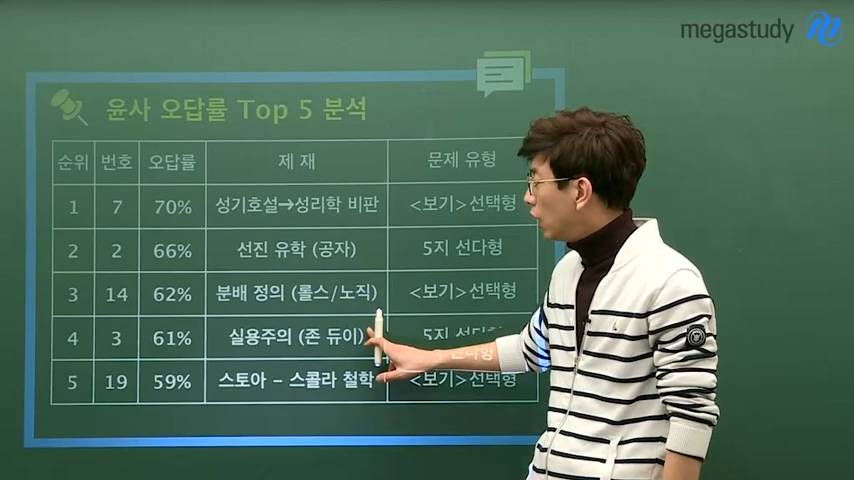 megastudy
윤사 오답률 Top 5 분석
순위 번호 오답률 제 재 문제 유형
1 7 70% 성기호설→성리학 비판 <보기>선택형
2 2 66% 선진 유학 (공자) 5지 선다형
3 14 62% 분배 정의 (롤스/노직) <보기>선택형
4 3 61% 실용주의 (존 듀이) 5지 선다형
5 19 59% 스토아 - 스콜라 철학 <보기>선택형